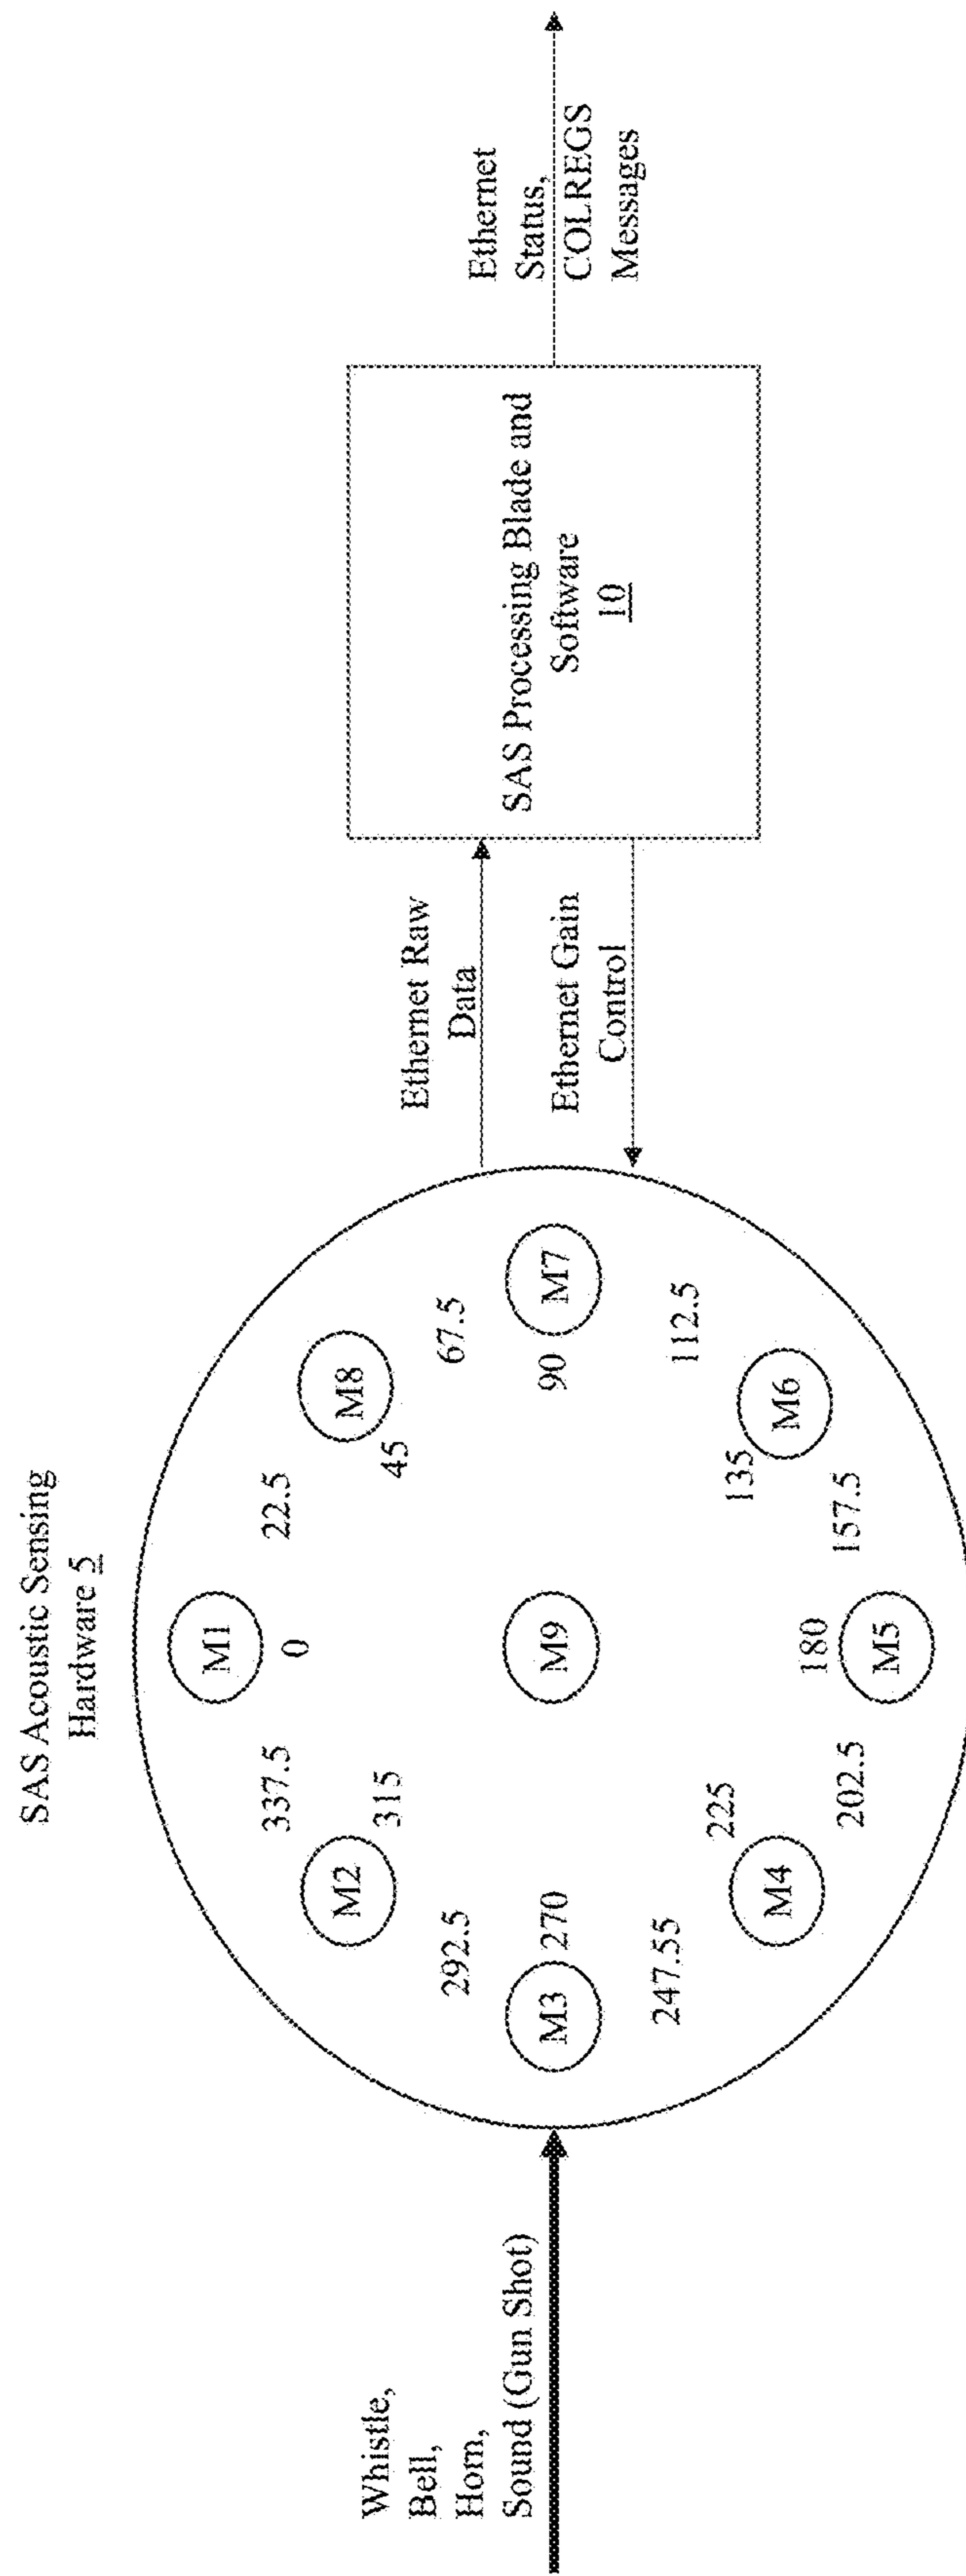 SAS Acoustic Sensing
Hardware 5
Whistle,
Bell,
Horn,
Sound (Gun Shot)
M1
0
337.5
22.5
M2
315
M8
45
292.5
67.5
M3
270
M9
90
M7
247.55
112.5
225
M4
135
M6
202.5
157.5
180
M5
Ethernet Raw
Data
Ethernet Gain
Control
SAS Processing Blade and
Software
10
Ethernet
Status,
COLREGS
Messages